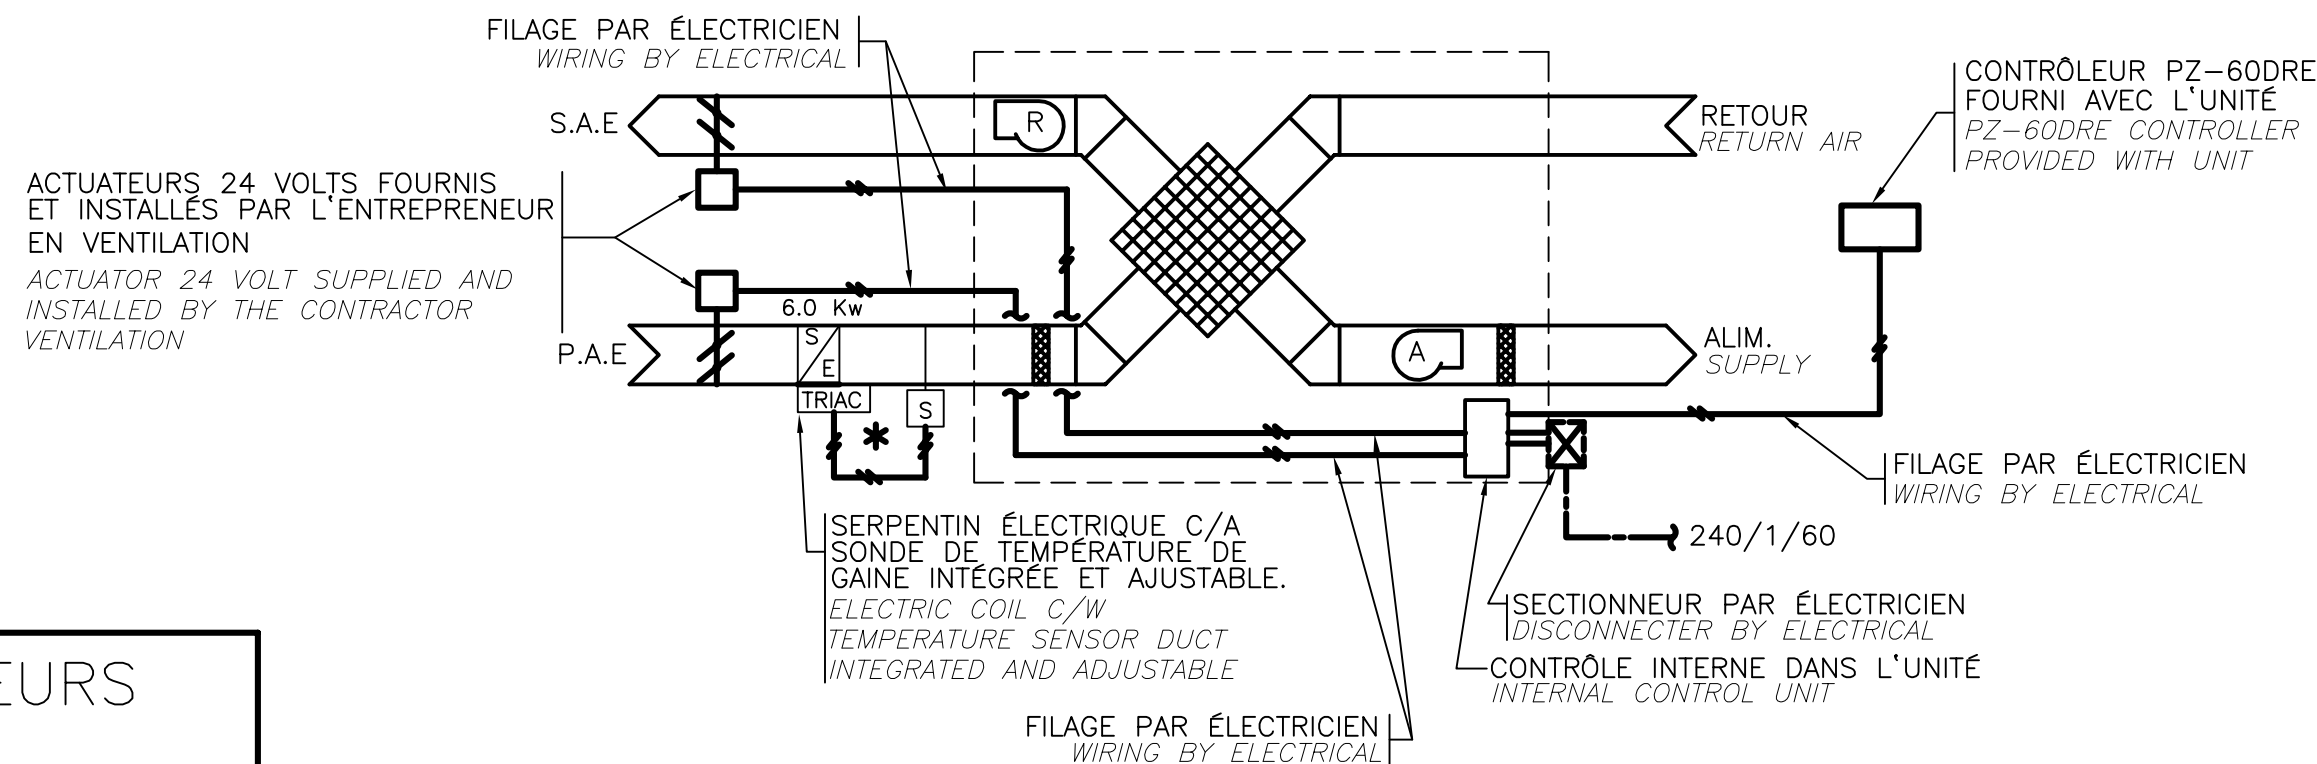 FILAGE PAR ÉLECTRICIEN
WIRING BY ELECTRICAL
CONTRÔLEUR PZ-60DRE
FOURNI AVEC L'UNITÉ
PZ-60DRE CONTROLLER
PROVIDED WITH UNIT
S.A.E
R
RETOUR
RETURN AIR
ACTUATEURS 24 VOLTS FOURNIS
ET INSTALLÉS PAR L'ENTREPRENEUR
EN VENTILATION
ACTUATOR 24 VOLT SUPPLIED AND
INSTALLED BY THE CONTRACTOR
VENTILATION
6.0 Kw
P.A.E
S
E
TRIAC
S
*
A
ALIM.
SUPPLY
FILAGE PAR ÉLECTRICIEN
WIRING BY ELECTRICAL
240/1/60
SERPENTIN ÉLECTRIQUE C/A
SONDE DE TEMPÉRATURE DE
GAINE INTÉGRÉE ET AJUSTABLE.
ELECTRIC COIL C/W
TEMPERATURE SENSOR DUCT
INTEGRATED AND ADJUSTABLE
SECTIONNEUR PAR ÉLECTRICIEN
DISCONNECTER BY ELECTRICAL
CONTRÔLE INTERNE DANS L'UNITÉ
INTERNAL CONTROL UNIT
FILAGE PAR ÉLECTRICIEN
WIRING BY ELECTRICAL
EURS